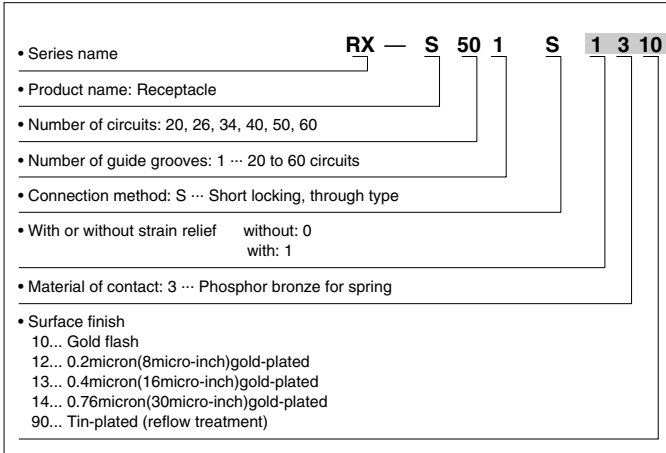 RX — S 50 1 S 1 3 10
• Series name
• Product name: Receptacle
• Number of circuits: 20, 26, 34, 40, 50, 60
• Number of guide grooves: 1 ··· 20 to 60 circuits
• Connection method: S ··· Short locking, through type
• With or without strain relief without: 0
with: 1
• Material of contact: 3 ··· Phosphor bronze for spring
• Surface finish
10... Gold flash
12... 0.2micron(8micro-inch)gold-plated
13... 0.4micron(16micro-inch)gold-plated
14... 0.76micron(30micro-inch)gold-plated
90... Tin-plated (reflow treatment)